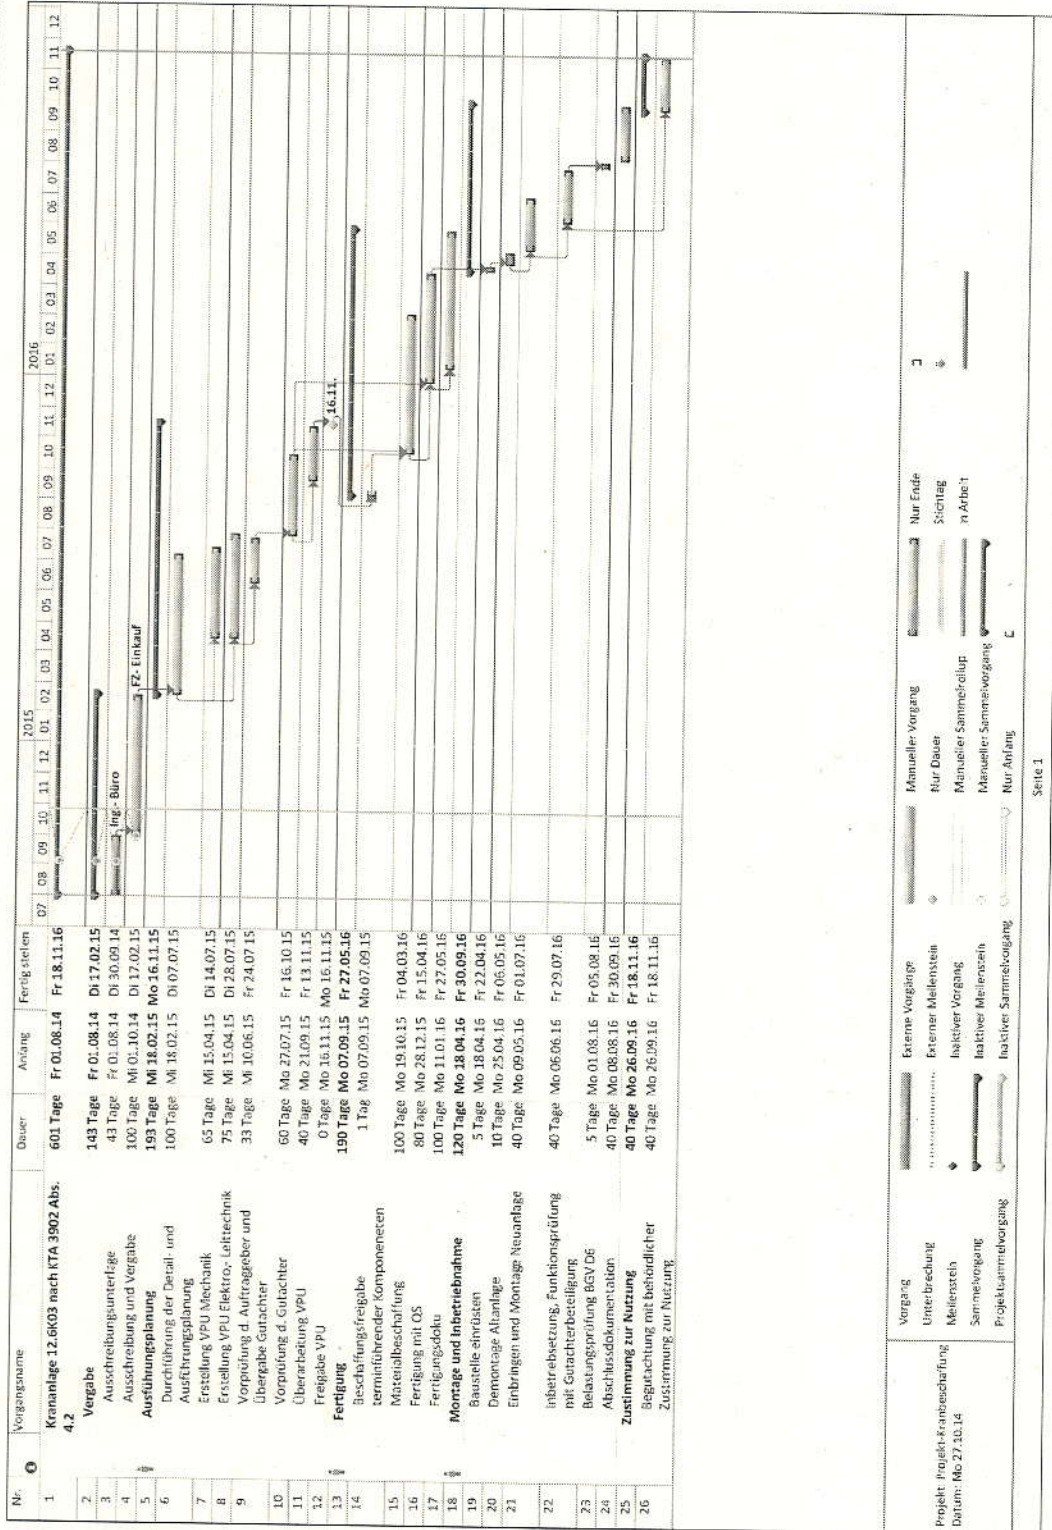 Nr.
Vorgangsname
Dauer
Anfang
Fertig stellen
2015
2016
07 08 09 10 11 12 01 02 03 04 05 06 07 08 09 10 11 12 01 02 03 04 05 06 07 08 09 10 11 12
1 Krananlage 12.6K03 nach KTA 3902 Abs. 601 Tage Fr 01.08.14 Fr 18.11.16
4.2
2 Vergabe 143 Tage Fr 01.08.14 Di 17.02.15
3 Ausschreibungsunterlage 43 Tage Fr 01.08.14 Di 30.09.14
Ing.- Büro
4 Ausschreibung und Vergabe 100 Tage Mi 01.10.14 Di 17.02.15
FZ- Einkauf
5 Ausführungsplanung 193 Tage Mi 18.02.15 Mo 16.11.15
6 Durchführung der Detail- und 100 Tage Mi 18.02.15 Di 07.07.15
Ausführungsplanung
7 Erstellung VPU Mechanik 65 Tage Mi 15.04.15 Di 14.07.15
8 Erstellung VPU Elektro,- Leittechnik 75 Tage Mi 15.04.15 Di 28.07.15
9 Vorprüfung d. Auftraggeber und 33 Tage Mi 10.06.15 Fr 24.07.15
Übergabe Gutachter
10 Vorprüfung d. Gutachter 60 Tage Mo 27.07.15 Fr 16.10.15
11 Überarbeitung VPU 40 Tage Mo 21.09.15 Fr 13.11.15
12 Freigabe VPU 0 Tage Mo 16.11.15 Mo 16.11.15
16.11.
13 Fertigung 190 Tage Mo 07.09.15 Fr 27.05.16
14 Beschaffungsfreigabe 1 Tag Mo 07.09.15 Mo 07.09.15
terminführender Komponeneten
15 Materialbeschaffung 100 Tage Mo 19.10.15 Fr 04.03.16
16 Fertigung mit QS 80 Tage Mo 28.12.15 Fr 15.04.16
17 Fertigungsdoku 100 Tage Mo 11.01.16 Fr 27.05.16
18 Montage und Inbetriebnahme 120 Tage Mo 18.04.16 Fr 30.09.16
19 Baustelle einrüsten 5 Tage Mo 18.04.16 Fr 22.04.16
20 Demontage Altanlage 10 Tage Mo 25.04.16 Fr 06.05.16
21 Einbringen und Montage Neuanlage 40 Tage Mo 09.05.16 Fr 01.07.16
22 Inbetriebsetzung, Funktionsprüfung 40 Tage Mo 06.06.16 Fr 29.07.16
mit Gutachterbeteiligung
23 Belastungsprüfung BGV D6 5 Tage Mo 01.08.16 Fr 05.08.16
24 Abschlussdokumentation 40 Tage Mo 08.08.16 Fr 30.09.16
25 Zustimmung zur Nutzung 40 Tage Mo 26.09.16 Fr 18.11.16
26 Begutachtung mit behördlicher 40 Tage Mo 26.09.16 Fr 18.11.16
Zustimmung zur Nutzung
Projekt: Projekt-Kranbeschaffung
Datum: Mo 27.10.14
Vorgang
Unterbrechung
Meilenstein
Sammelvorgang
Projektsammelvorgang
Externe Vorgänge
Externer Meilenstein
Inaktiver Vorgang
Inaktiver Meilenstein
Inaktiver Sammelvorgang
Manueller Vorgang
Nur Dauer
Manueller Sammelrollup
Manueller Sammelvorgang
Nur Anfang
Nur Ende
Stichtag
In Arbeit
Seite 1